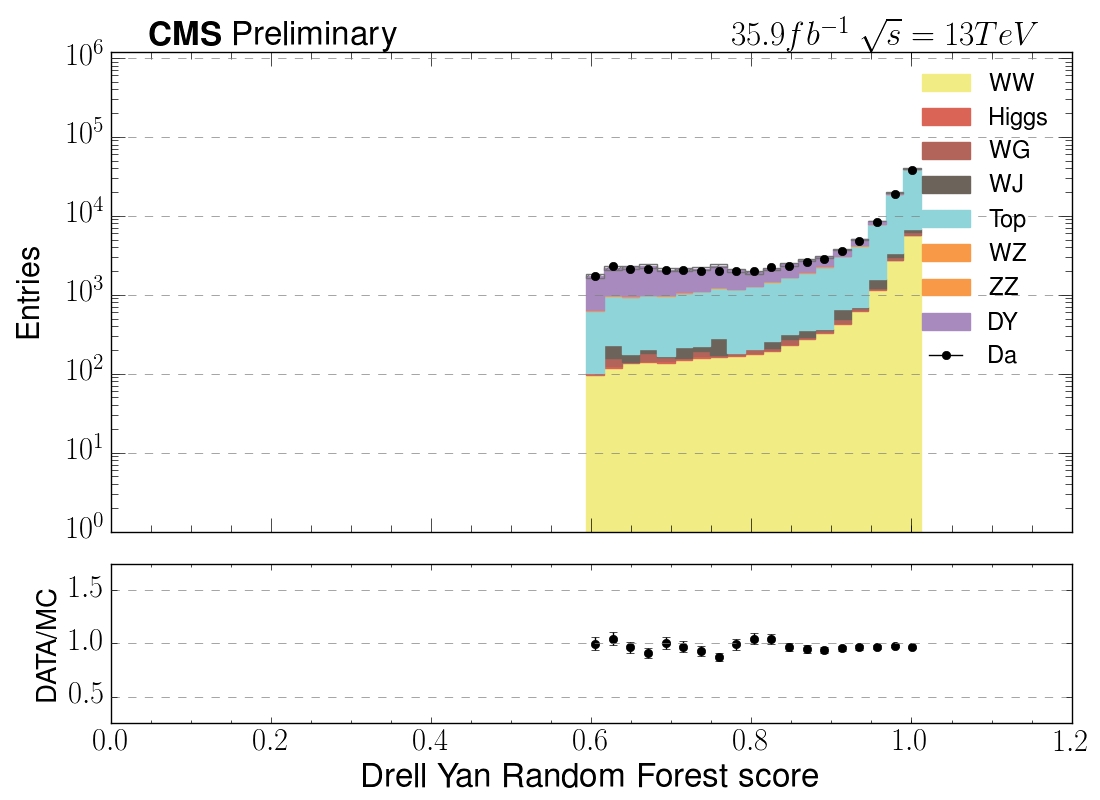 CMS Preliminary
35.9fb⁻¹ √s = 13TeV
10⁶
10⁵
10⁴
10³
10²
10¹
10⁰
Entries
WW
Higgs
WG
WJ
Top
WZ
ZZ
DY
Da
1.5
1.0
0.5
DATA/MC
0.0 0.2 0.4 0.6 0.8 1.0 1.2
Drell Yan Random Forest score